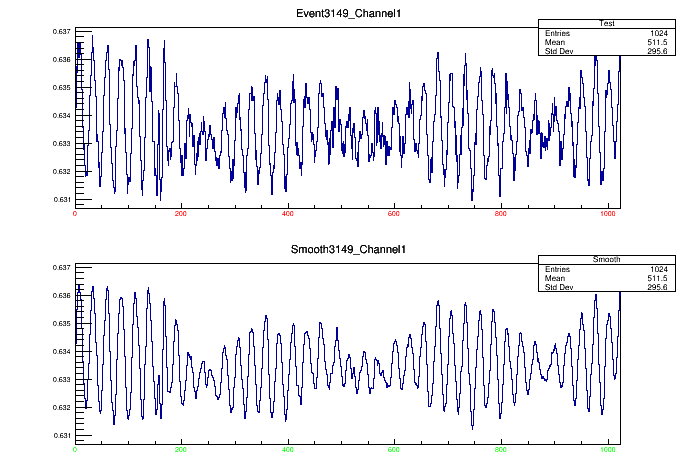 Event3149_Channel1
Test
Entries 1024
Mean 511.5
Std Dev 295.6
0.637
0.636
0.635
0.634
0.633
0.632
0.631
0 200 400 600 800 1000
Smooth3149_Channel1
Smooth
Entries 1024
Mean 511.5
Std Dev 295.6
0.637
0.636
0.635
0.634
0.633
0.632
0.631
0 200 400 600 800 1000